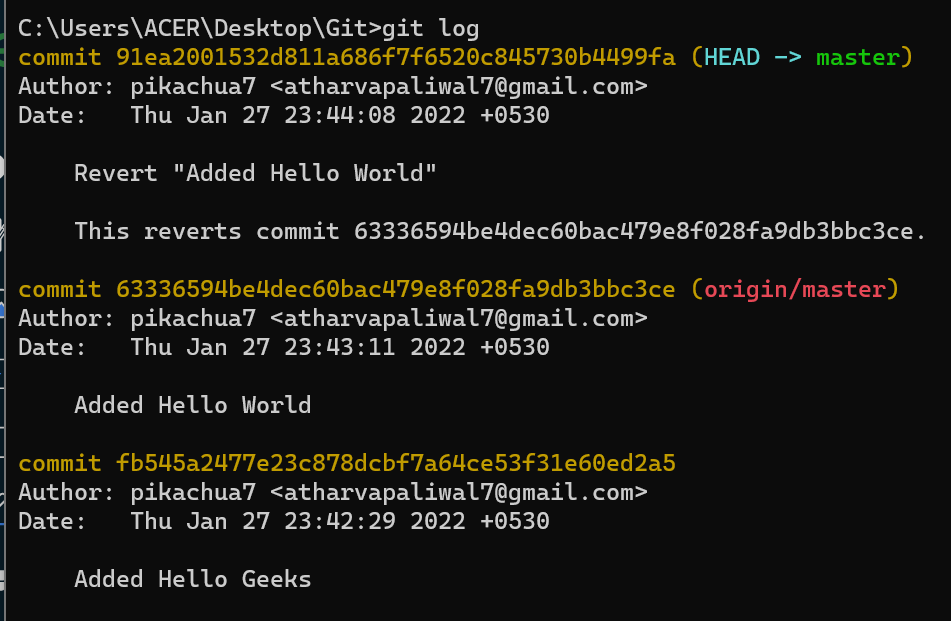 C:\Users\ACER\Desktop\Git>git log
commit 91ea2001532d811a686f7f6520c845730b4499fa (HEAD -> master)
Author: pikachua7 <atharvapaliwal7@gmail.com>
Date:   Thu Jan 27 23:44:08 2022 +0530
Revert "Added Hello World"
This reverts commit 63336594be4dec60bac479e8f028fa9db3bbc3ce.
commit 63336594be4dec60bac479e8f028fa9db3bbc3ce (origin/master)
Author: pikachua7 <atharvapaliwal7@gmail.com>
Date:   Thu Jan 27 23:43:11 2022 +0530
Added Hello World
commit fb545a2477e23c878dcbf7a64ce53f31e60ed2a5
Author: pikachua7 <atharvapaliwal7@gmail.com>
Date:   Thu Jan 27 23:42:29 2022 +0530
Added Hello Geeks